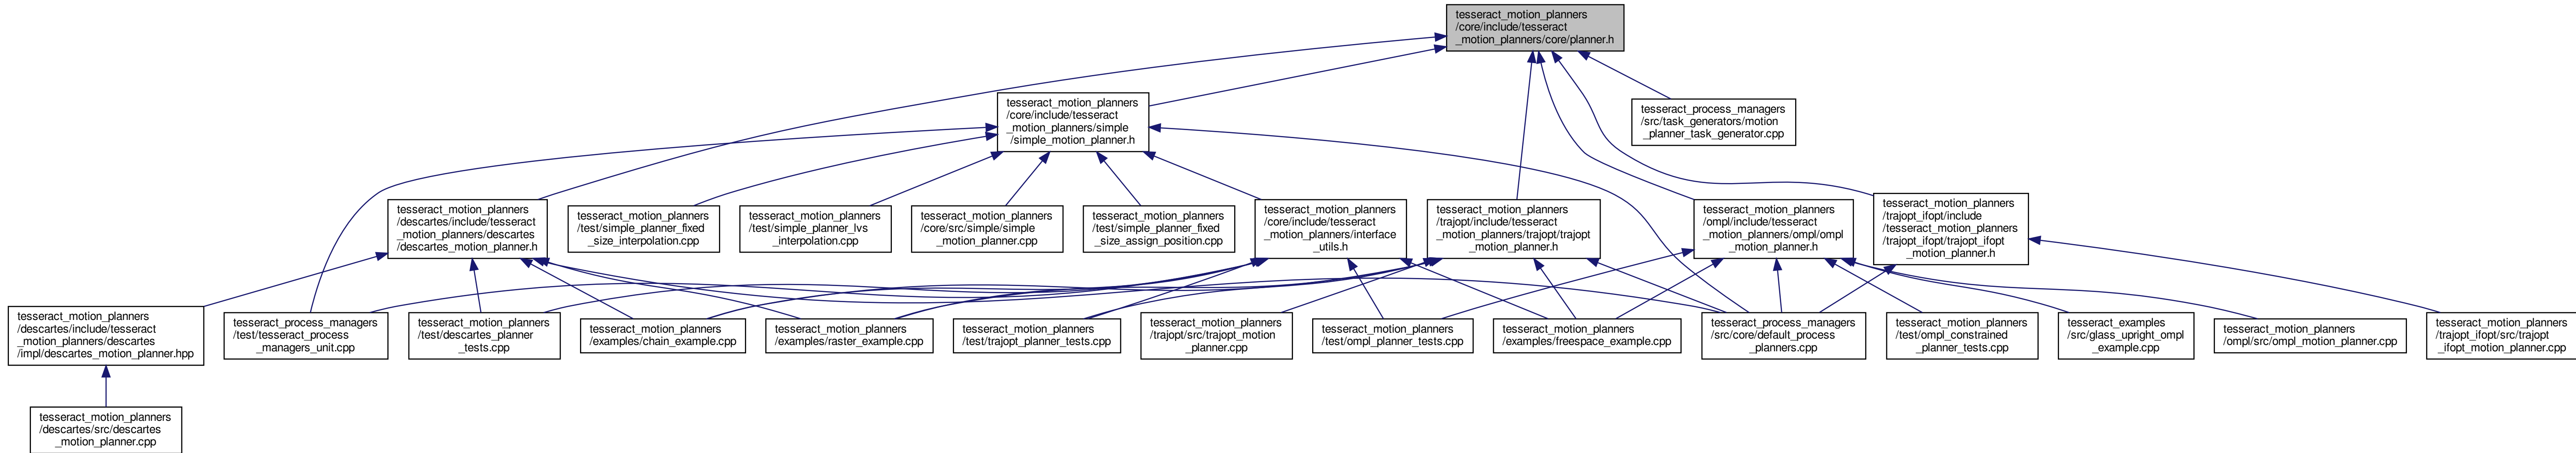 tesseract_motion_planners
/core/include/tesseract
_motion_planners/core/planner.h
tesseract_motion_planners
/core/include/tesseract
_motion_planners/simple
/simple_motion_planner.h
tesseract_process_managers
/src/task_generators/motion
_planner_task_generator.cpp
tesseract_motion_planners
/descartes/include/tesseract
_motion_planners/descartes
/descartes_motion_planner.h
tesseract_motion_planners
/test/simple_planner_fixed
_size_interpolation.cpp
tesseract_motion_planners
/test/simple_planner_lvs
_interpolation.cpp
tesseract_motion_planners
/core/src/simple/simple
_motion_planner.cpp
tesseract_motion_planners
/test/simple_planner_fixed
_size_assign_position.cpp
tesseract_motion_planners
/core/include/tesseract
_motion_planners/interface
_utils.h
tesseract_motion_planners
/trajopt/include/tesseract
_motion_planners/trajopt/trajopt
_motion_planner.h
tesseract_motion_planners
/ompl/include/tesseract
_motion_planners/ompl/ompl
_motion_planner.h
tesseract_motion_planners
/trajopt_ifopt/include
/tesseract_motion_planners
/trajopt_ifopt/trajopt_ifopt
_motion_planner.h
tesseract_motion_planners
/descartes/include/tesseract
_motion_planners/descartes
/impl/descartes_motion_planner.hpp
tesseract_process_managers
/test/tesseract_process
_managers_unit.cpp
tesseract_motion_planners
/test/descartes_planner
_tests.cpp
tesseract_motion_planners
/examples/chain_example.cpp
tesseract_motion_planners
/examples/raster_example.cpp
tesseract_motion_planners
/test/trajopt_planner_tests.cpp
tesseract_motion_planners
/trajopt/src/trajopt_motion
_planner.cpp
tesseract_motion_planners
/test/ompl_planner_tests.cpp
tesseract_motion_planners
/examples/freespace_example.cpp
tesseract_process_managers
/src/core/default_process
_planners.cpp
tesseract_motion_planners
/test/ompl_constrained
_planner_tests.cpp
tesseract_examples
/src/glass_upright_ompl
_example.cpp
tesseract_motion_planners
/ompl/src/ompl_motion_planner.cpp
tesseract_motion_planners
/trajopt_ifopt/src/trajopt
_ifopt_motion_planner.cpp
tesseract_motion_planners
/descartes/src/descartes
_motion_planner.cpp